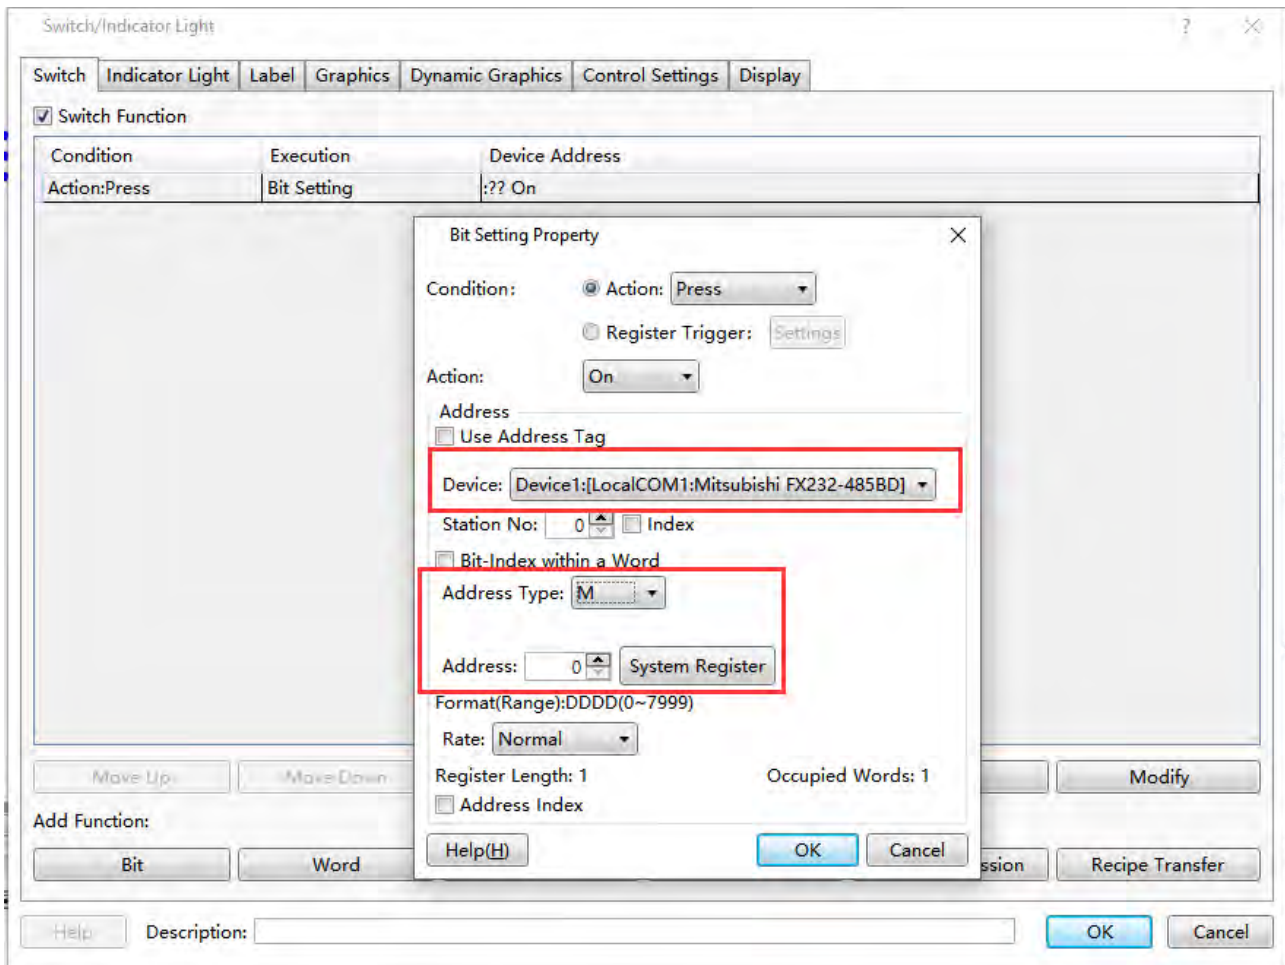 Switch/Indicator Light ?
Switch Indicator Light Label Graphics Dynamic Graphics Control Settings Display
Switch Function
Condition Execution Device Address
Action:Press Bit Setting :?? On
Bit Setting Property
Condition: Action: Press
Register Trigger: Settings
Action: On
Address
Use Address Tag
Device: Device1:[LocalCOM1:Mitsubishi FX232-485BD]
Station No: 0 Index
Bit-Index within a Word
Address Type: M
Address: 0 System Register
Format(Range):DDDD(0~7999)
Rate: Normal
Register Length: 1 Occupied Words: 1
Address Index
Help(H) OK Cancel
Move Up Move Down Modify
Add Function:
Bit Word ssion Recipe Transfer
Help Description: OK Cancel